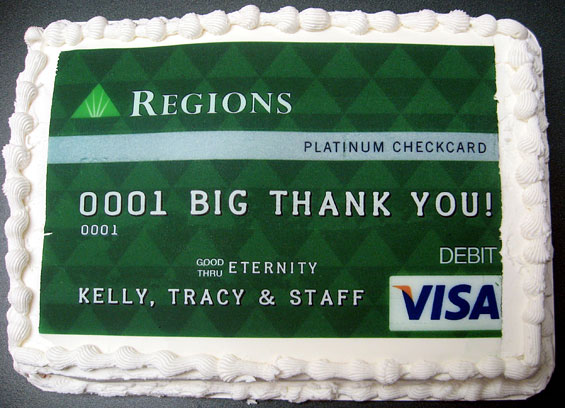 REGIONS
PLATINUM CHECKCARD
0001 BIG THANK YOU!
0001
DEBIT
GOOD THRU ETERNITY
KELLY, TRACY & STAFF
VISA